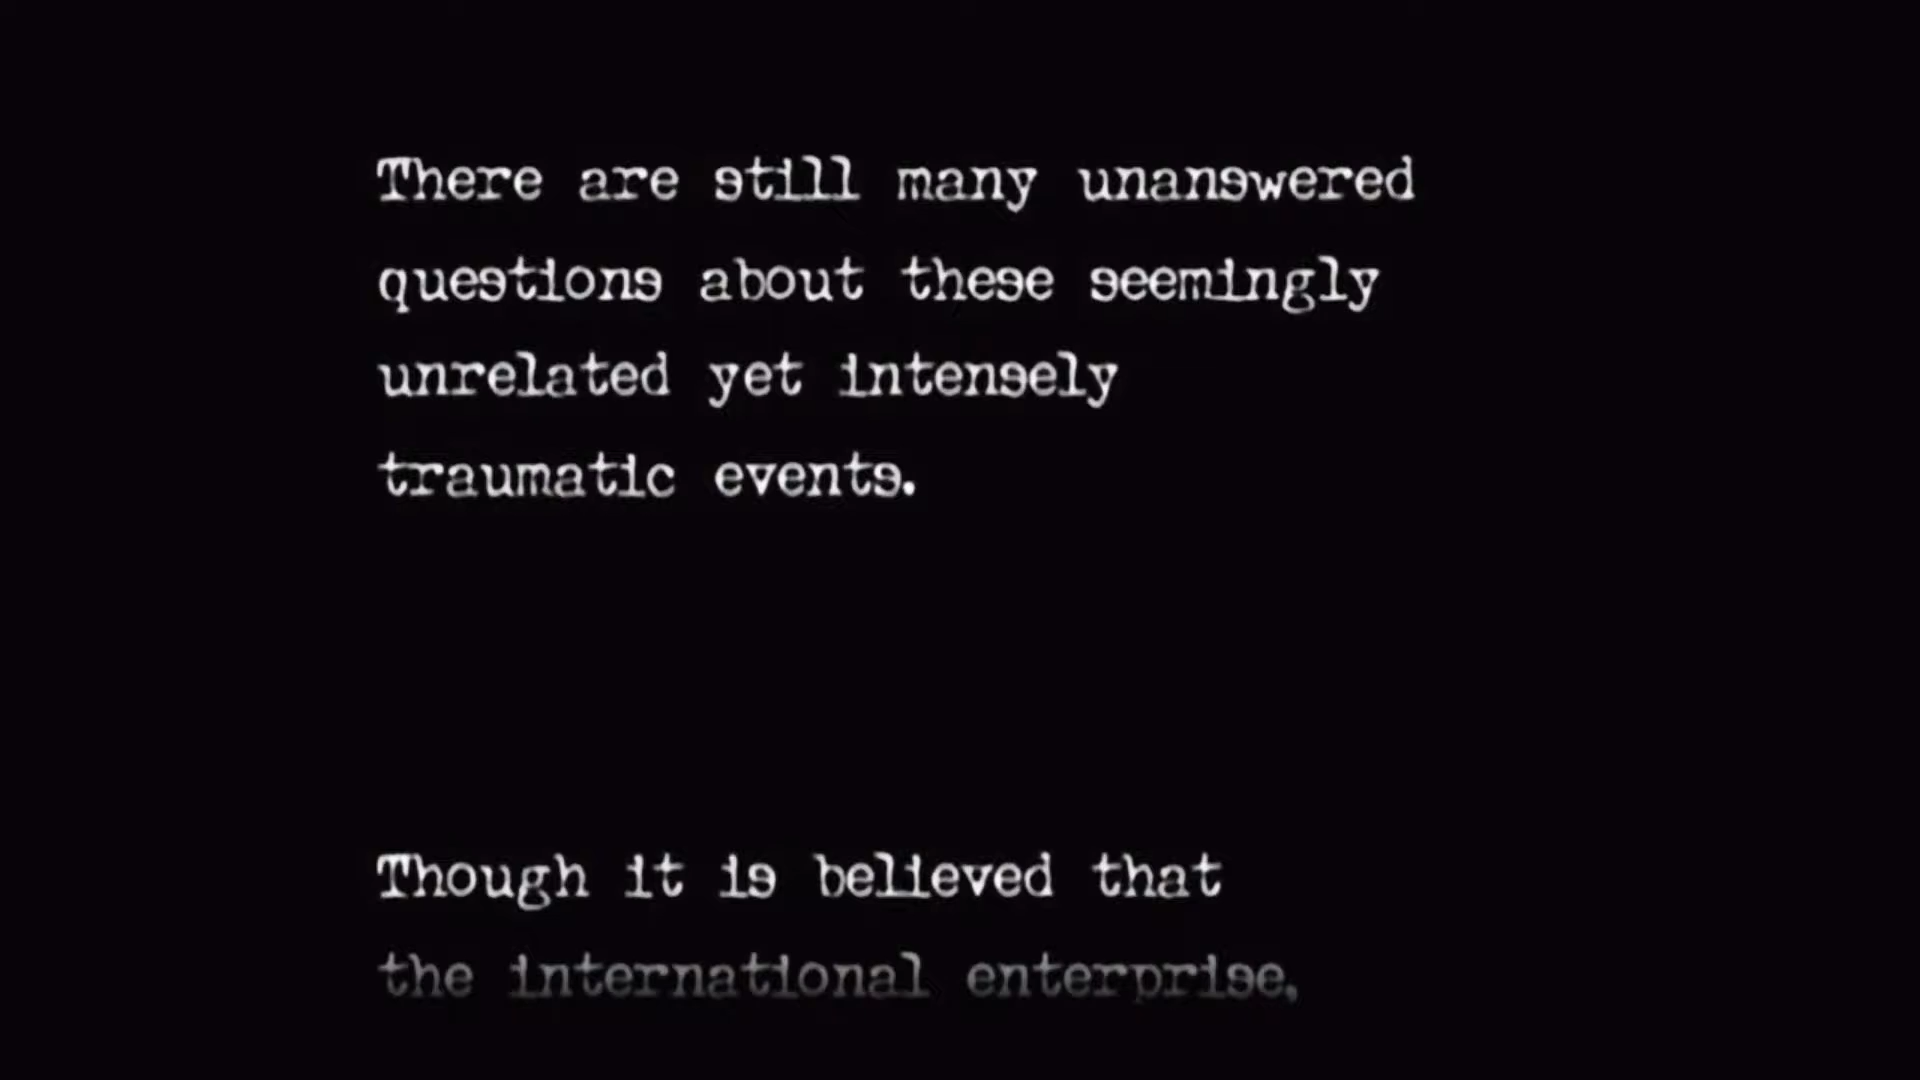 There are still many unanswered
questions about these seemingly
unrelated yet intensely
traumatic events.
Though it is believed that
the international enterprise,